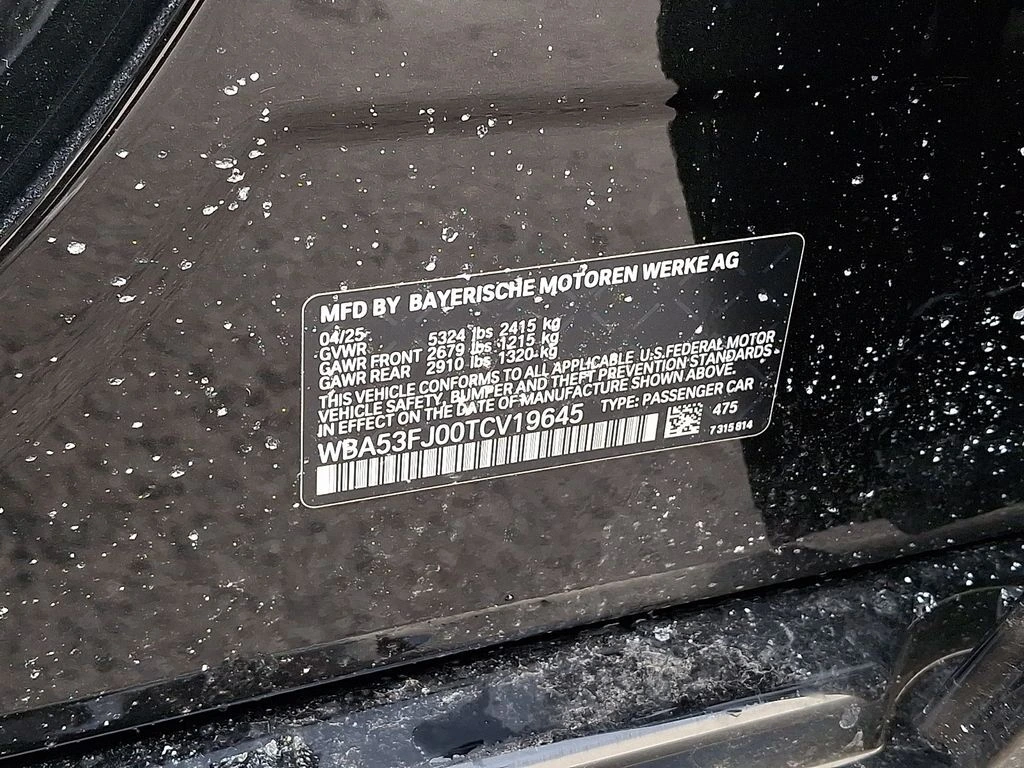 MFD BY BAYERISCHE MOTOREN WERKE AG
04/25
GVWR 5324 lbs 2415 kg
GAWR FRONT 2679 lbs 1215 kg
GAWR REAR 2910 lbs 1320 kg
THIS VEHICLE CONFORMS TO ALL APPLICABLE U.S.FEDERAL MOTOR
VEHICLE SAFETY, BUMPER AND THEFT PREVENTION STANDARDS
IN EFFECT ON THE DATE OF MANUFACTURE SHOWN ABOVE.
WBA53FJ00TCV19645 TYPE: PASSENGER CAR
475
7315814